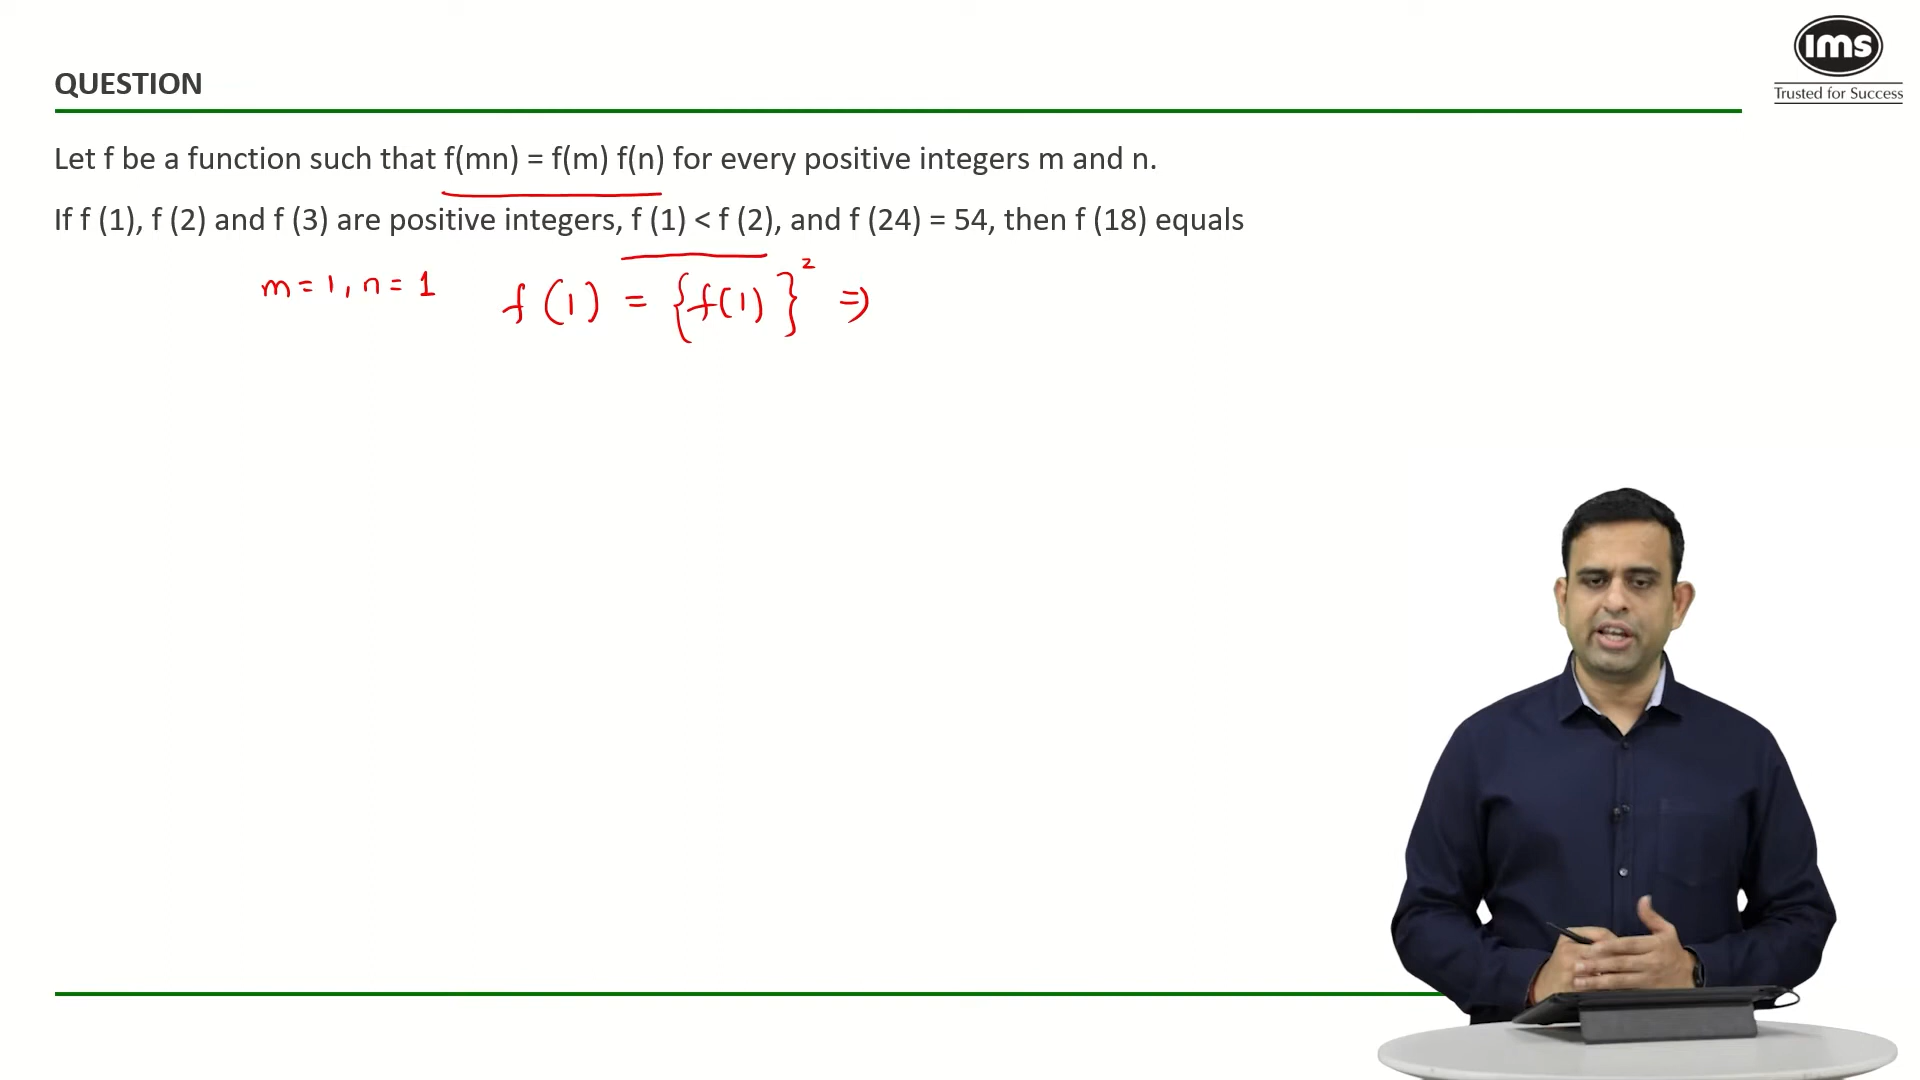 ims
Trusted for Success
QUESTION
Let f be a function such that f(mn) = f(m) f(n) for every positive integers m and n.
If f (1), f (2) and f (3) are positive integers, f (1) < f (2), and f (24) = 54, then f (18) equals
m = 1, n = 1 f(1) = {f(1)}² ⇒